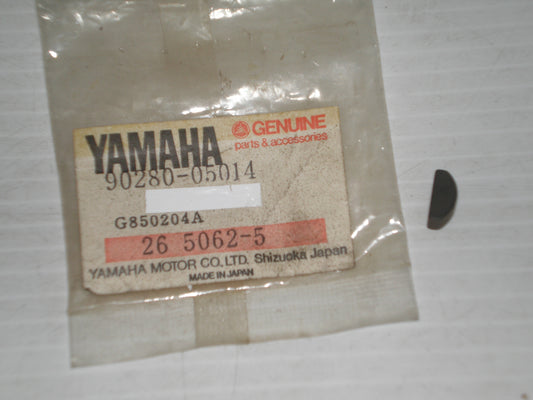 YAMAHA GENUINE
parts & accessories
90280-05014
G850204A
26 5062-5
YAMAHA MOTOR CO., LTD. Shizuoka Japan
MADE IN JAPAN